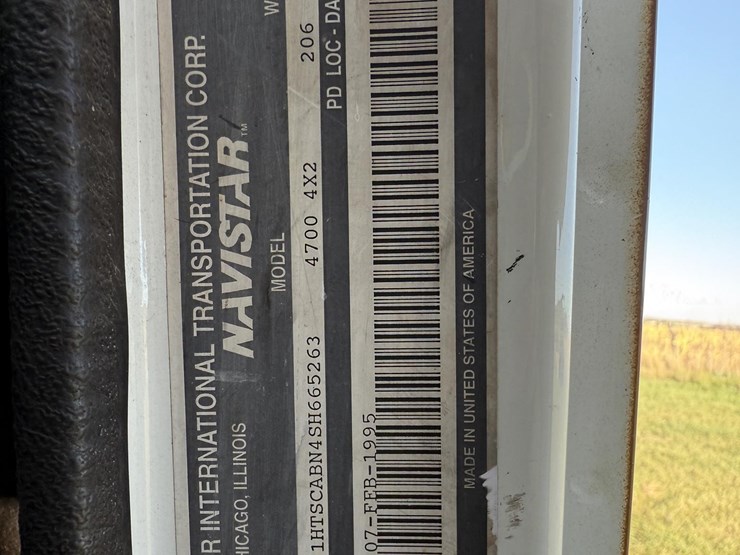 R INTERNATIONAL TRANSPORTATION CORP.
HICAGO, ILLINOIS NAVISTAR™
MODEL W
1HTSCABN4SH665263 4700 4X2 206
PD LOC - DA
07-FEB-1995
MADE IN UNITED STATES OF AMERICA